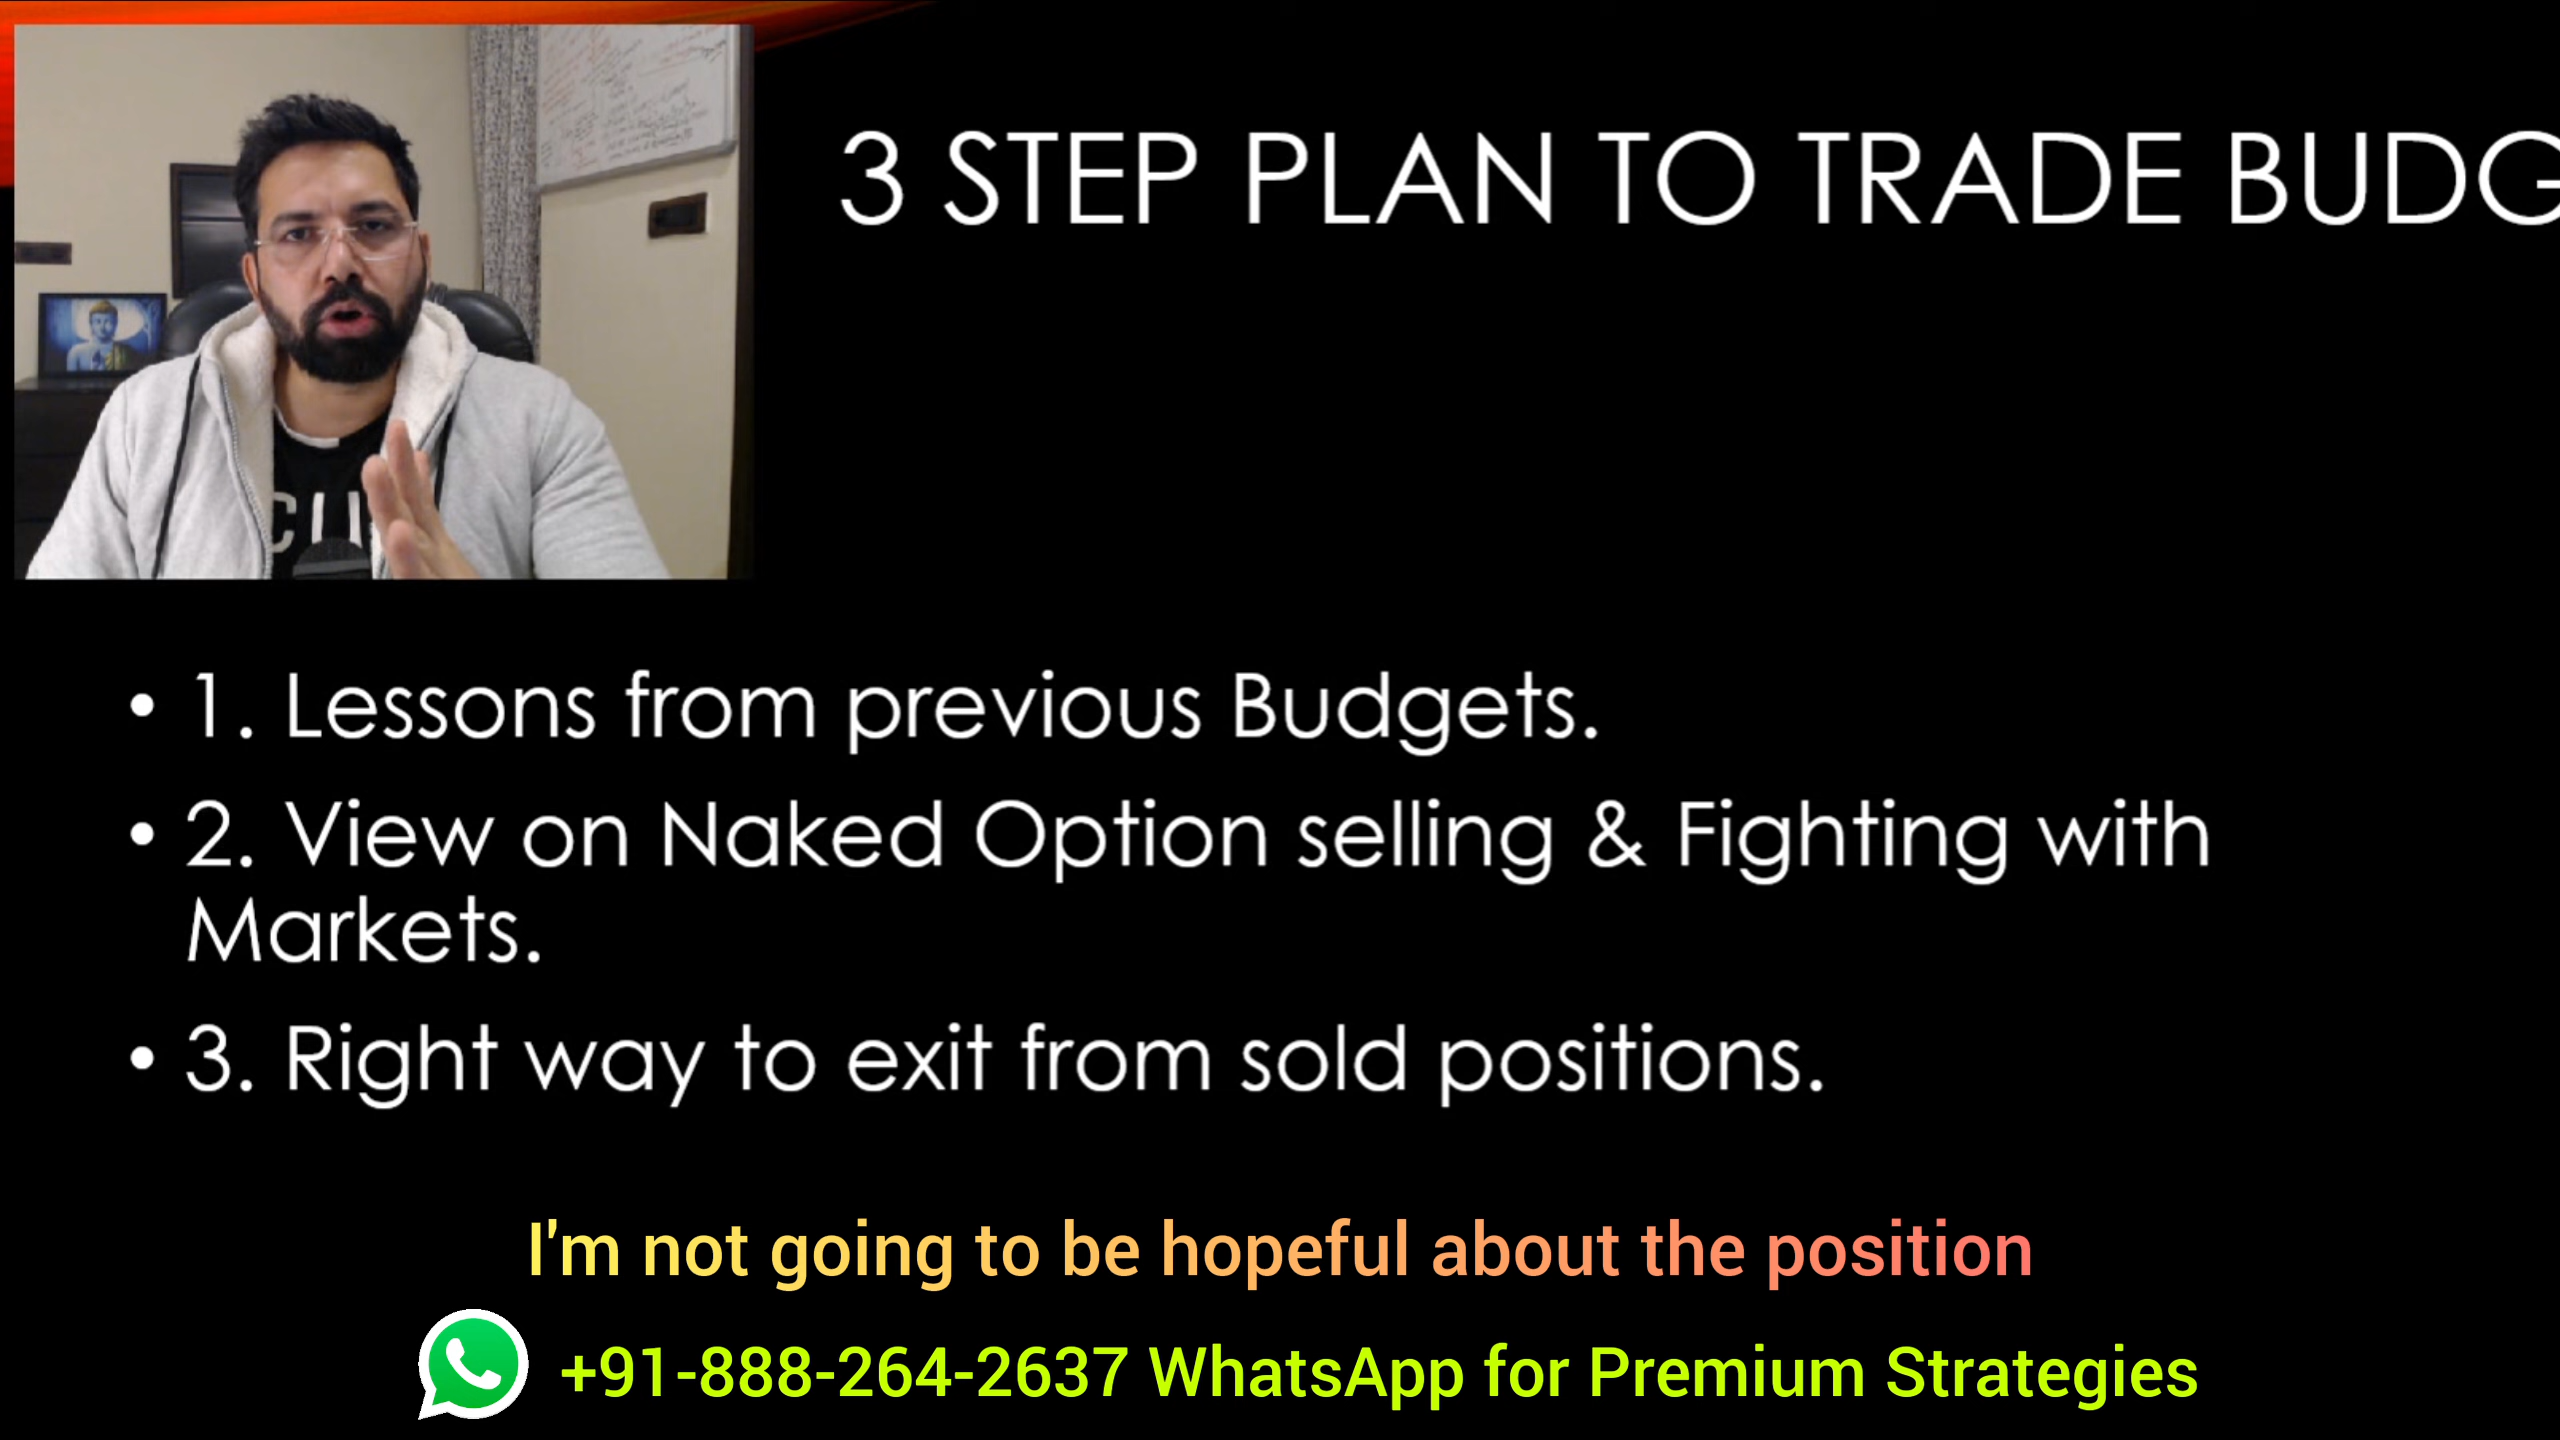 3 STEP PLAN TO TRADE BUDG
• 1. Lessons from previous Budgets.
• 2. View on Naked Option selling & Fighting with
Markets.
• 3. Right way to exit from sold positions.
I'm not going to be hopeful about the position
+91-888-264-2637 WhatsApp for Premium Strategies